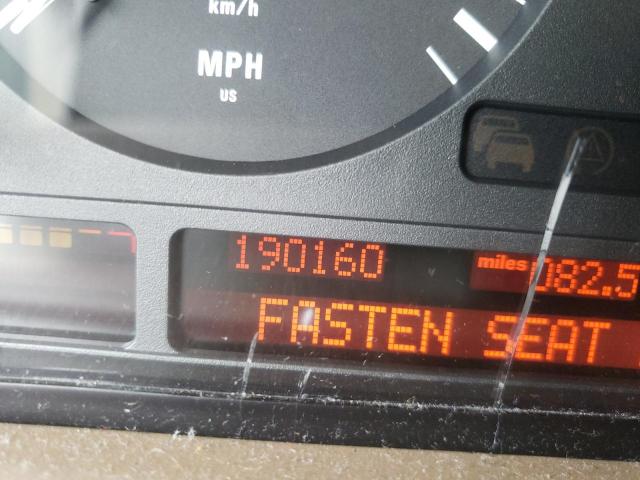 km/h
MPH
US
190160 miles 082.5
FASTEN SEAT